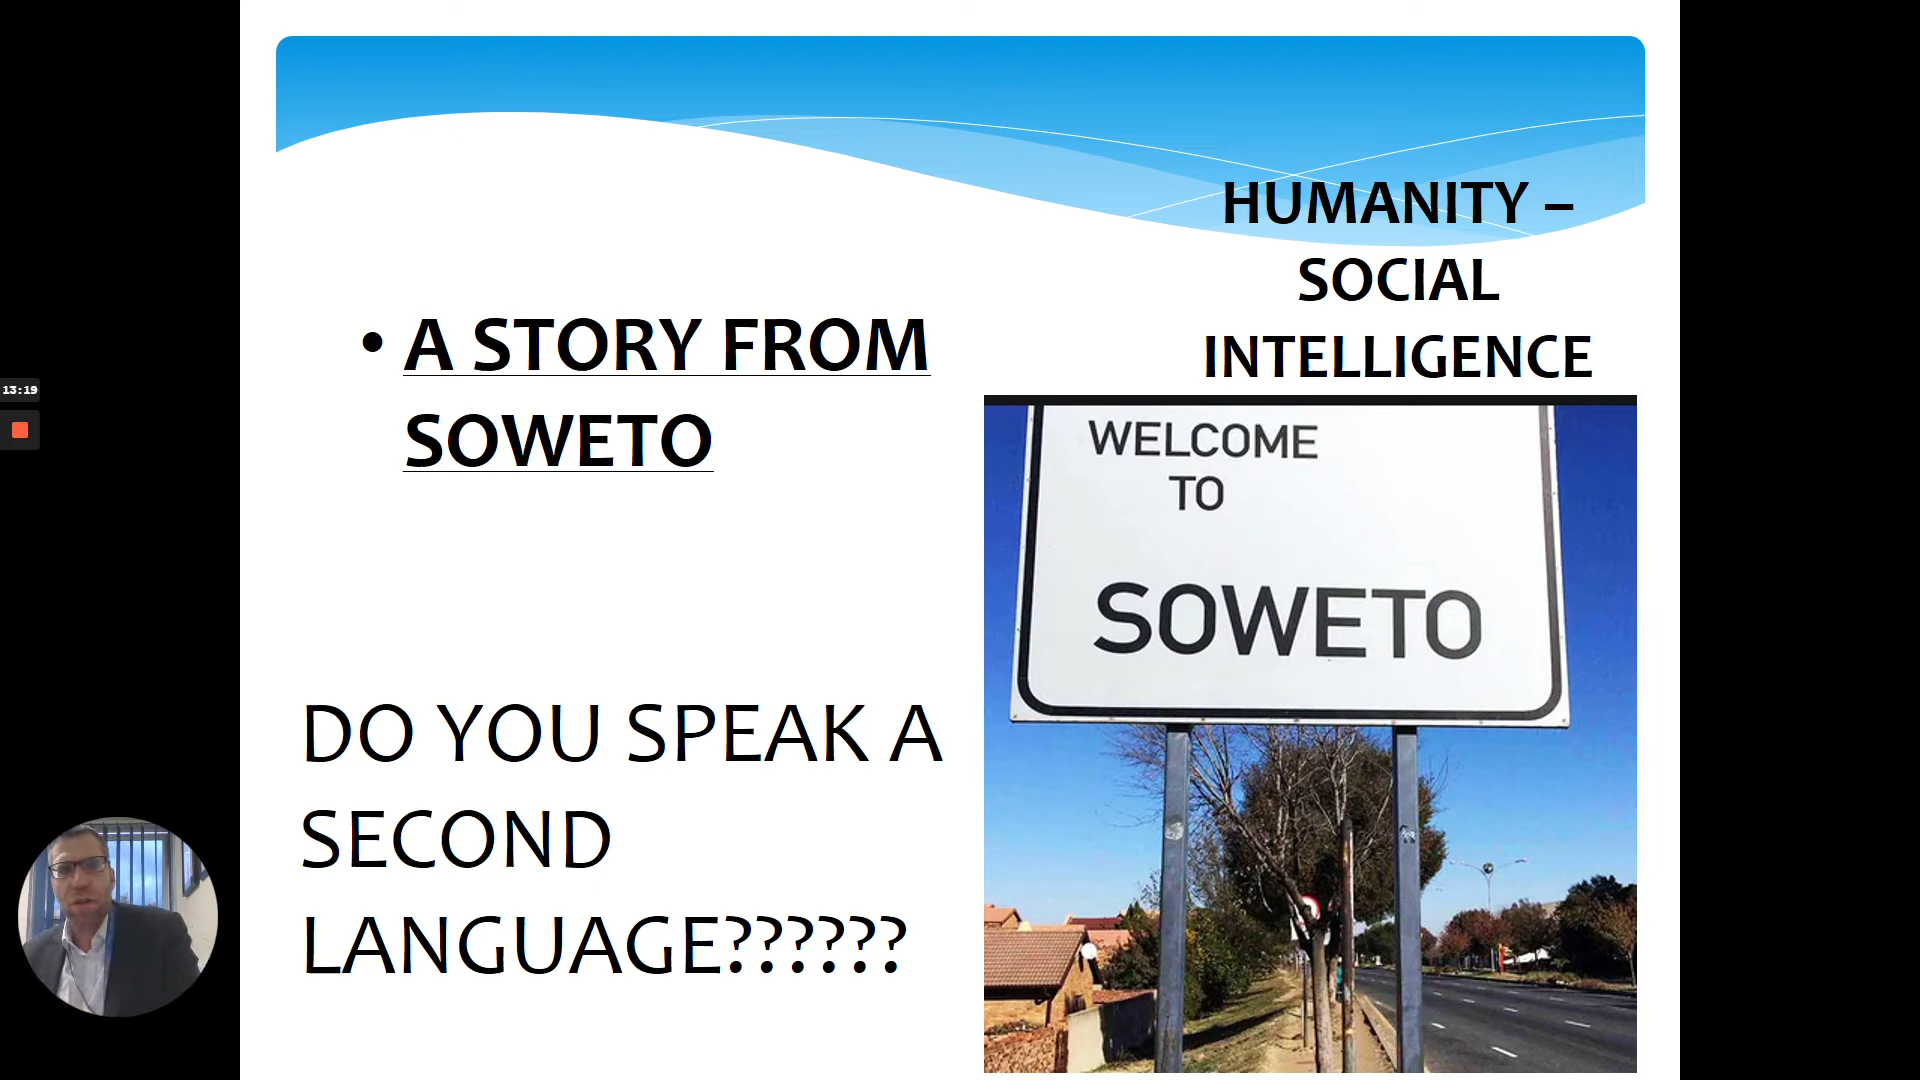 HUMANITY –
SOCIAL
INTELLIGENCE
• A STORY FROM
SOWETO
WELCOME
TO
SOWETO
13:19
DO YOU SPEAK A
SECOND
LANGUAGE??????